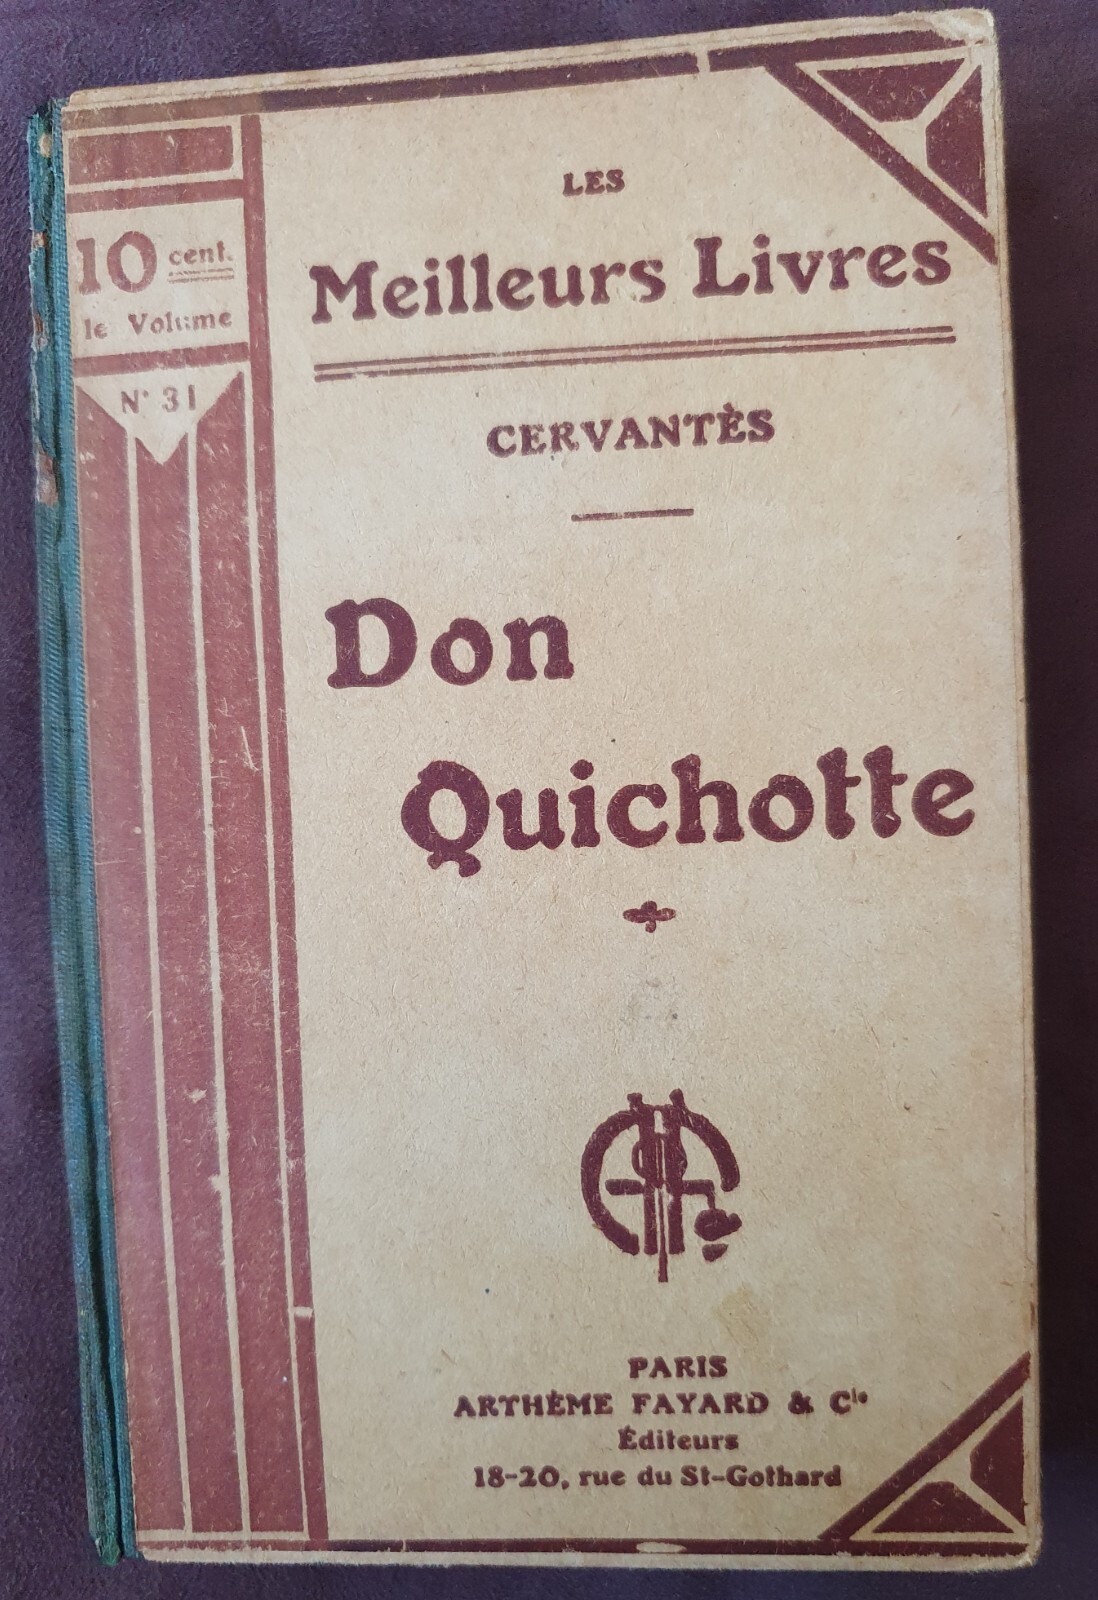 10 cent.
le Volume
N° 31
LES
Meilleurs Livres
CERVANTÈS
Don
Quichotte
PARIS
ARTHÈME FAYARD & Cie
Éditeurs
18-20, rue du St-Gothard